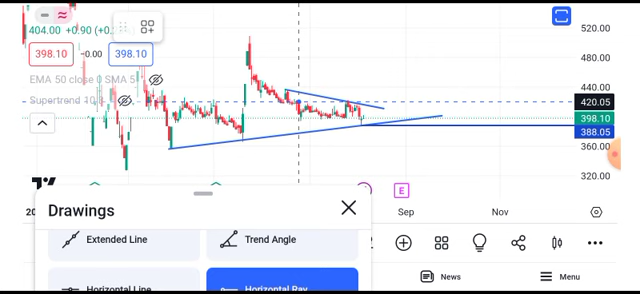 404.00 +0.90 (+0.
398.10 −0.00 398.10
EMA 50 close 0 SMA 5
Supertrend 10 3
520.00
480.00
440.00
420.05
398.10
388.05
360.00
320.00
E
Sep Nov
Drawings
Extended Line Trend Angle
Horizontal Line Horizontal Ray
News Menu